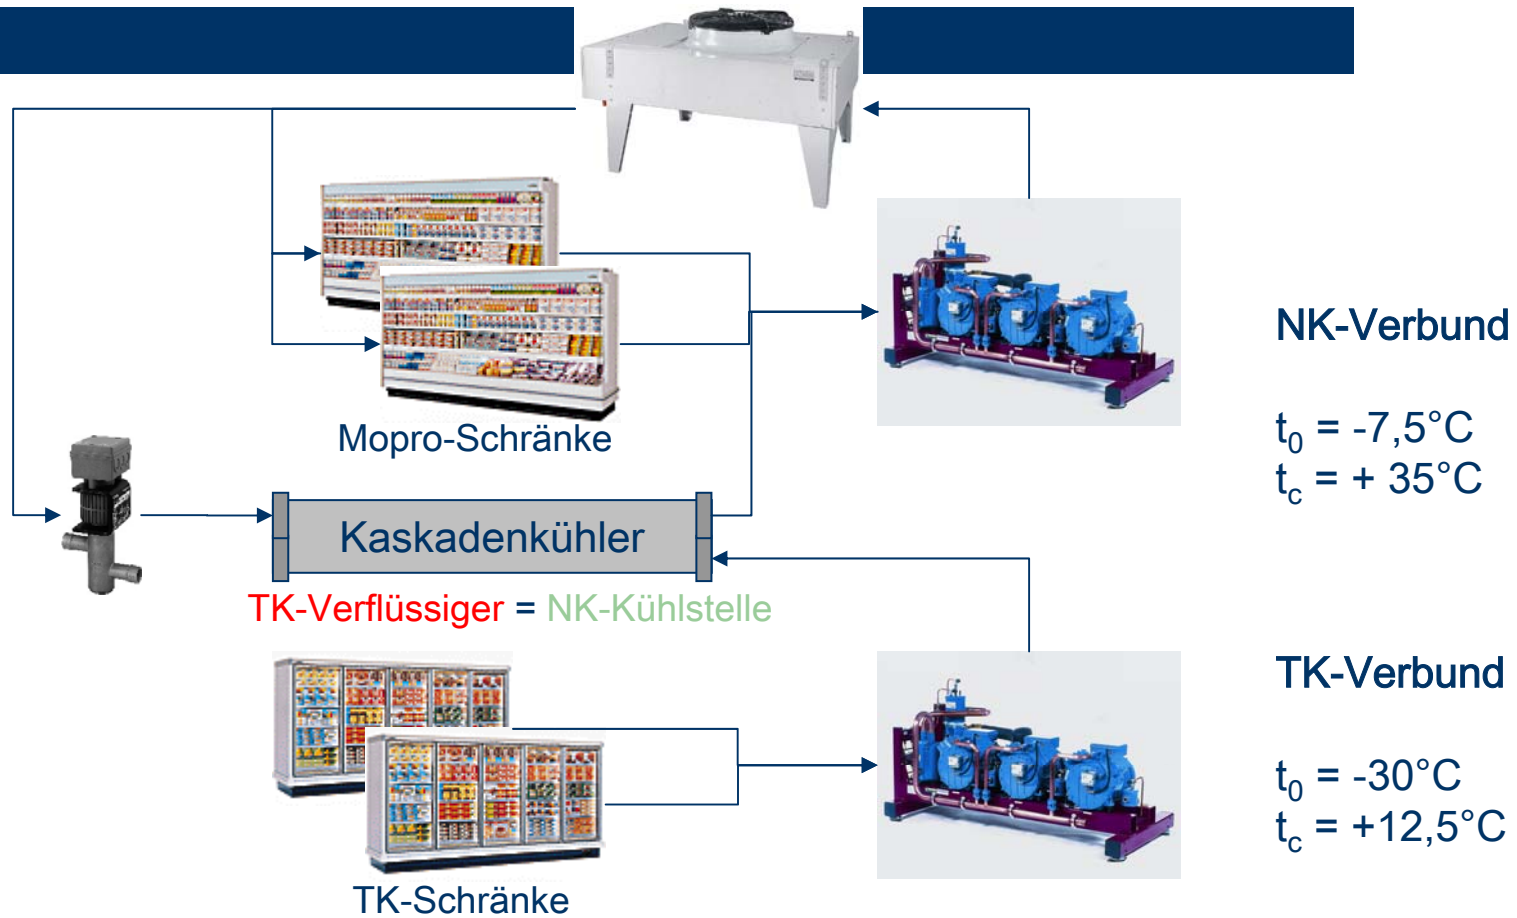 NK-Verbund
t0 = -7,5°C
tc = + 35°C
Mopro-Schränke
Kaskadenkühler
TK-Verflüssiger = NK-Kühlstelle
TK-Verbund
t0 = -30°C
tc = +12,5°C
TK-Schränke